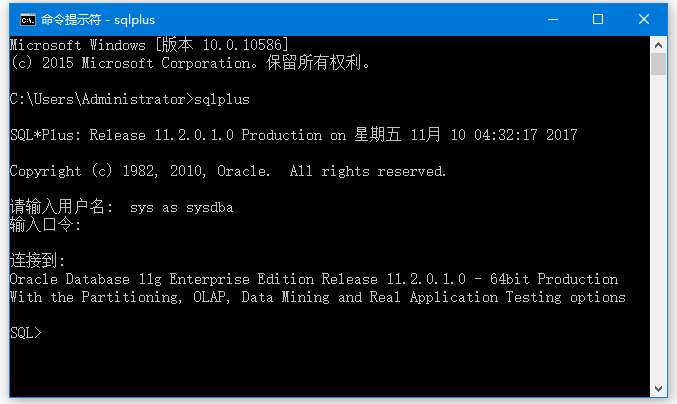 命令提示符 - sqlplus
Microsoft Windows [版本 10.0.10586]
(c) 2015 Microsoft Corporation。保留所有权利。
C:\Users\Administrator>sqlplus
SQL*Plus: Release 11.2.0.1.0 Production on 星期五 11月 10 04:32:17 2017
Copyright (c) 1982, 2010, Oracle.  All rights reserved.
请输入用户名:  sys as sysdba
输入口令:
连接到:
Oracle Database 11g Enterprise Edition Release 11.2.0.1.0 - 64bit Production
With the Partitioning, OLAP, Data Mining and Real Application Testing options
SQL>